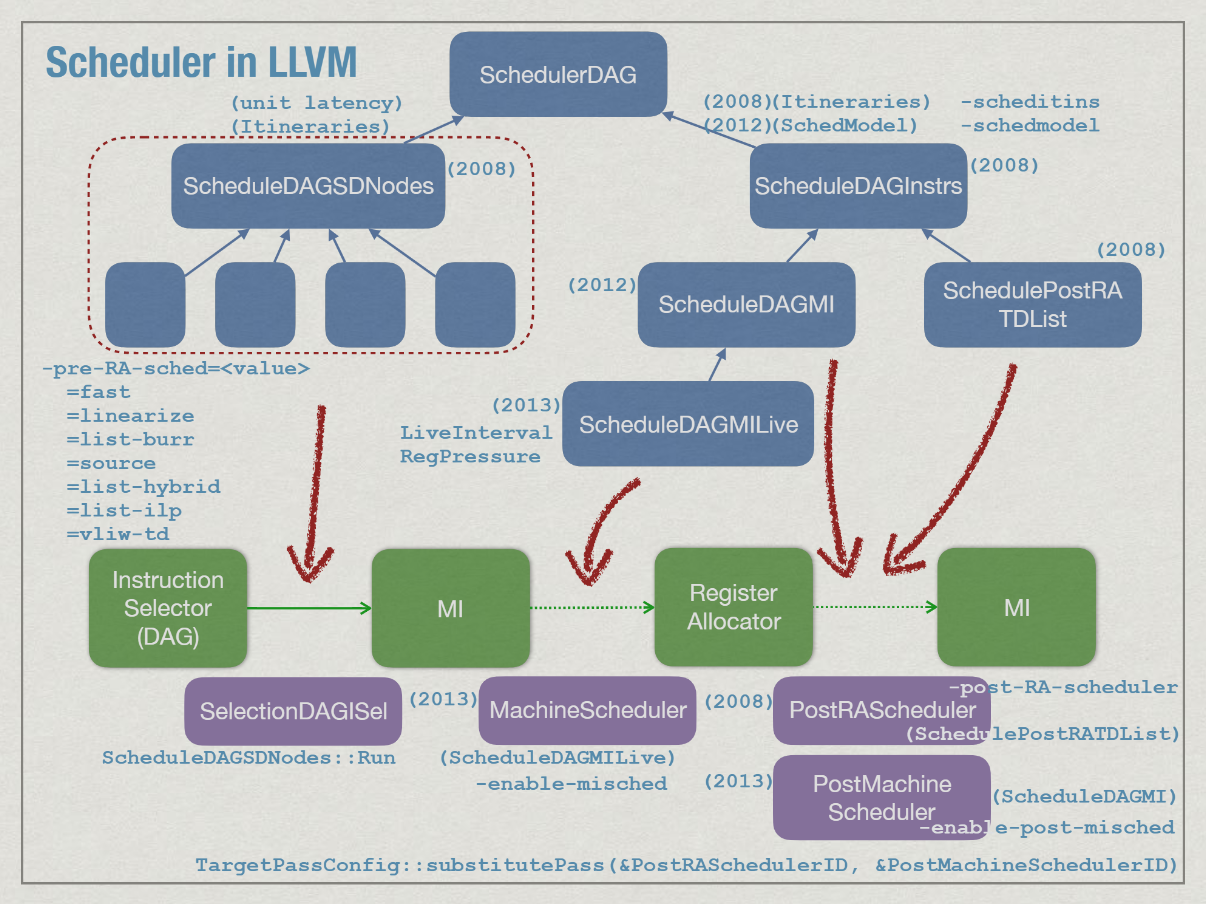 Scheduler in LLVM
SchedulerDAG
(unit latency)
(Itineraries)
(2008)(Itineraries) -scheditins
(2012)(SchedModel) -schedmodel
ScheduleDAGSDNodes
(2008)
ScheduleDAGInstrs
(2008)
(2012)
ScheduleDAGMI
(2008)
SchedulePostRA
TDList
-pre-RA-sched=<value>
=fast
=linearize
=list-burr
=source
=list-hybrid
=list-ilp
=vliw-td
(2013)
LiveInterval
RegPressure
ScheduleDAGMILive
Instruction
Selector
(DAG)
MI
Register
Allocator
MI
SelectionDAGISel
ScheduleDAGSDNodes::Run
(2013)
MachineScheduler
(ScheduleDAGMILive)
-enable-misched
(2008)
PostRAScheduler
-post-RA-scheduler
(SchedulePostRATDList)
(2013)
PostMachine
Scheduler
(ScheduleDAGMI)
-enable-post-misched
TargetPassConfig::substitutePass(&PostRASchedulerID, &PostMachineSchedulerID)